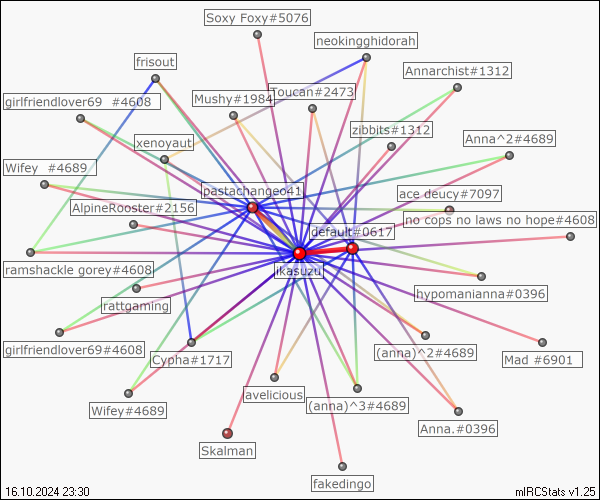 Soxy Foxy#5076
neokingghidorah
frisout
Annarchist#1312
Toucan#2473
girlfriendlover69 #4608
Mushy#1984
zibbits#1312
Anna^2#4689
xenoyaut
Wifey #4689
pastachangeo41
ace deucy#7097
AlpineRooster#2156
no cops no laws no hope#4608
default#0617
ramshackle gorey#4608
ikasuzu
hypomanianna#0396
rattgaming
girlfriendlover69#4608
Cypha#1717
(anna)^2#4689
Mad #6901
avelicious
(anna)^3#4689
Wifey#4689
Anna.#0396
Skalman
fakedingo
16.10.2024 23:30
mIRCStats v1.25